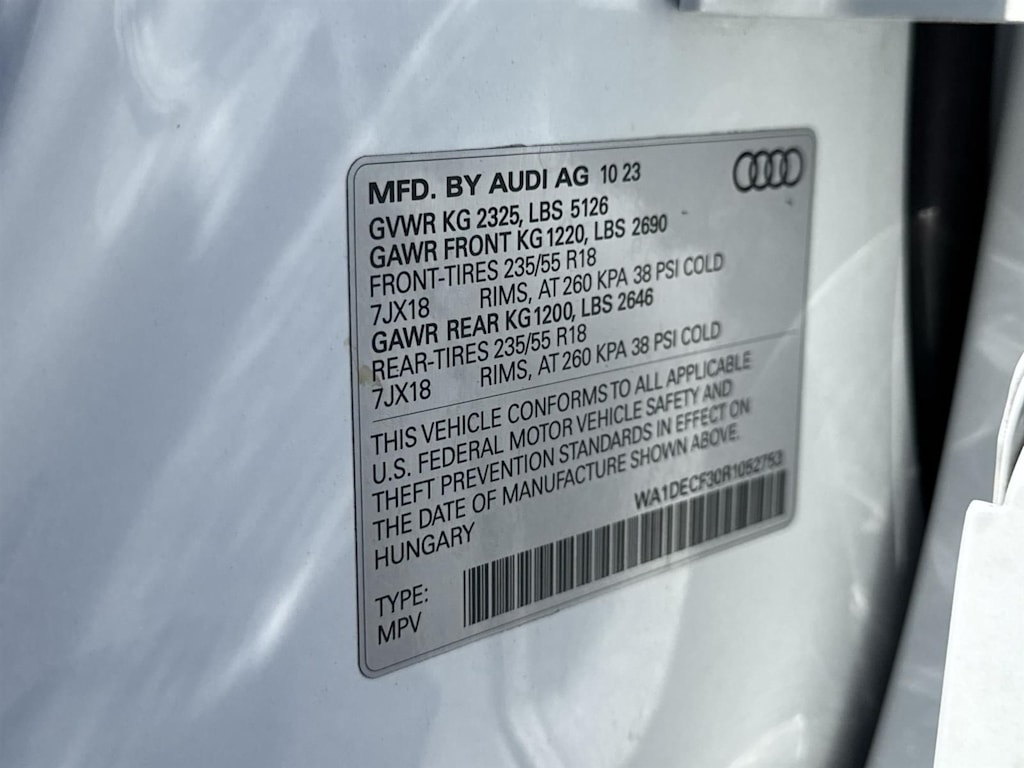 MFD. BY AUDI AG 10 23
GVWR KG 2325, LBS 5126
GAWR FRONT KG 1220, LBS 2690
FRONT-TIRES 235/55 R18
7JX18 RIMS, AT 260 KPA 38 PSI COLD
GAWR REAR KG 1200, LBS 2646
REAR-TIRES 235/55 R18
7JX18 RIMS, AT 260 KPA 38 PSI COLD
THIS VEHICLE CONFORMS TO ALL APPLICABLE
U.S. FEDERAL MOTOR VEHICLE SAFETY AND
THEFT PREVENTION STANDARDS IN EFFECT ON
THE DATE OF MANUFACTURE SHOWN ABOVE.
HUNGARY WA1DECF30R1052753
TYPE:
MPV